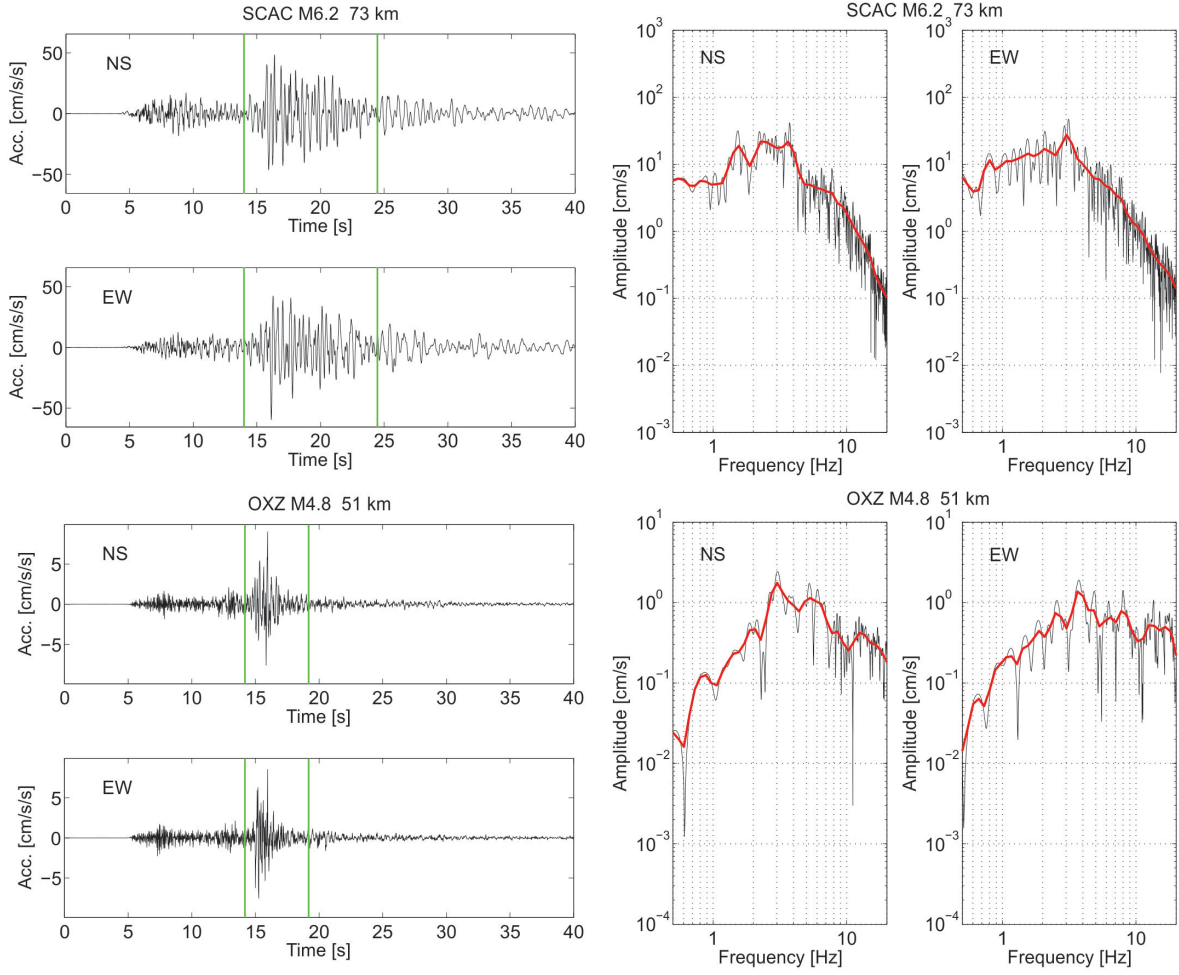 SCAC M6.2 73 km
NS
50
0
−50
Acc. [cm/s/s]
0 5 10 15 20 25 30 35 40
Time [s]
EW
50
0
−50
Acc. [cm/s/s]
0 5 10 15 20 25 30 35 40
Time [s]
SCAC M6.2 73 km
NS
10³
10²
10¹
10⁰
10⁻¹
10⁻²
10⁻³
Amplitude [cm/s]
1 10
Frequency [Hz]
EW
10³
10²
10¹
10⁰
10⁻¹
10⁻²
10⁻³
Amplitude [cm/s]
1 10
Frequency [Hz]
OXZ M4.8 51 km
NS
5
0
−5
Acc. [cm/s/s]
0 5 10 15 20 25 30 35 40
Time [s]
EW
5
0
−5
Acc. [cm/s/s]
0 5 10 15 20 25 30 35 40
Time [s]
OXZ M4.8 51 km
NS
10¹
10⁰
10⁻¹
10⁻²
10⁻³
10⁻⁴
Amplitude [cm/s]
1 10
Frequency [Hz]
EW
10¹
10⁰
10⁻¹
10⁻²
10⁻³
10⁻⁴
Amplitude [cm/s]
1 10
Frequency [Hz]